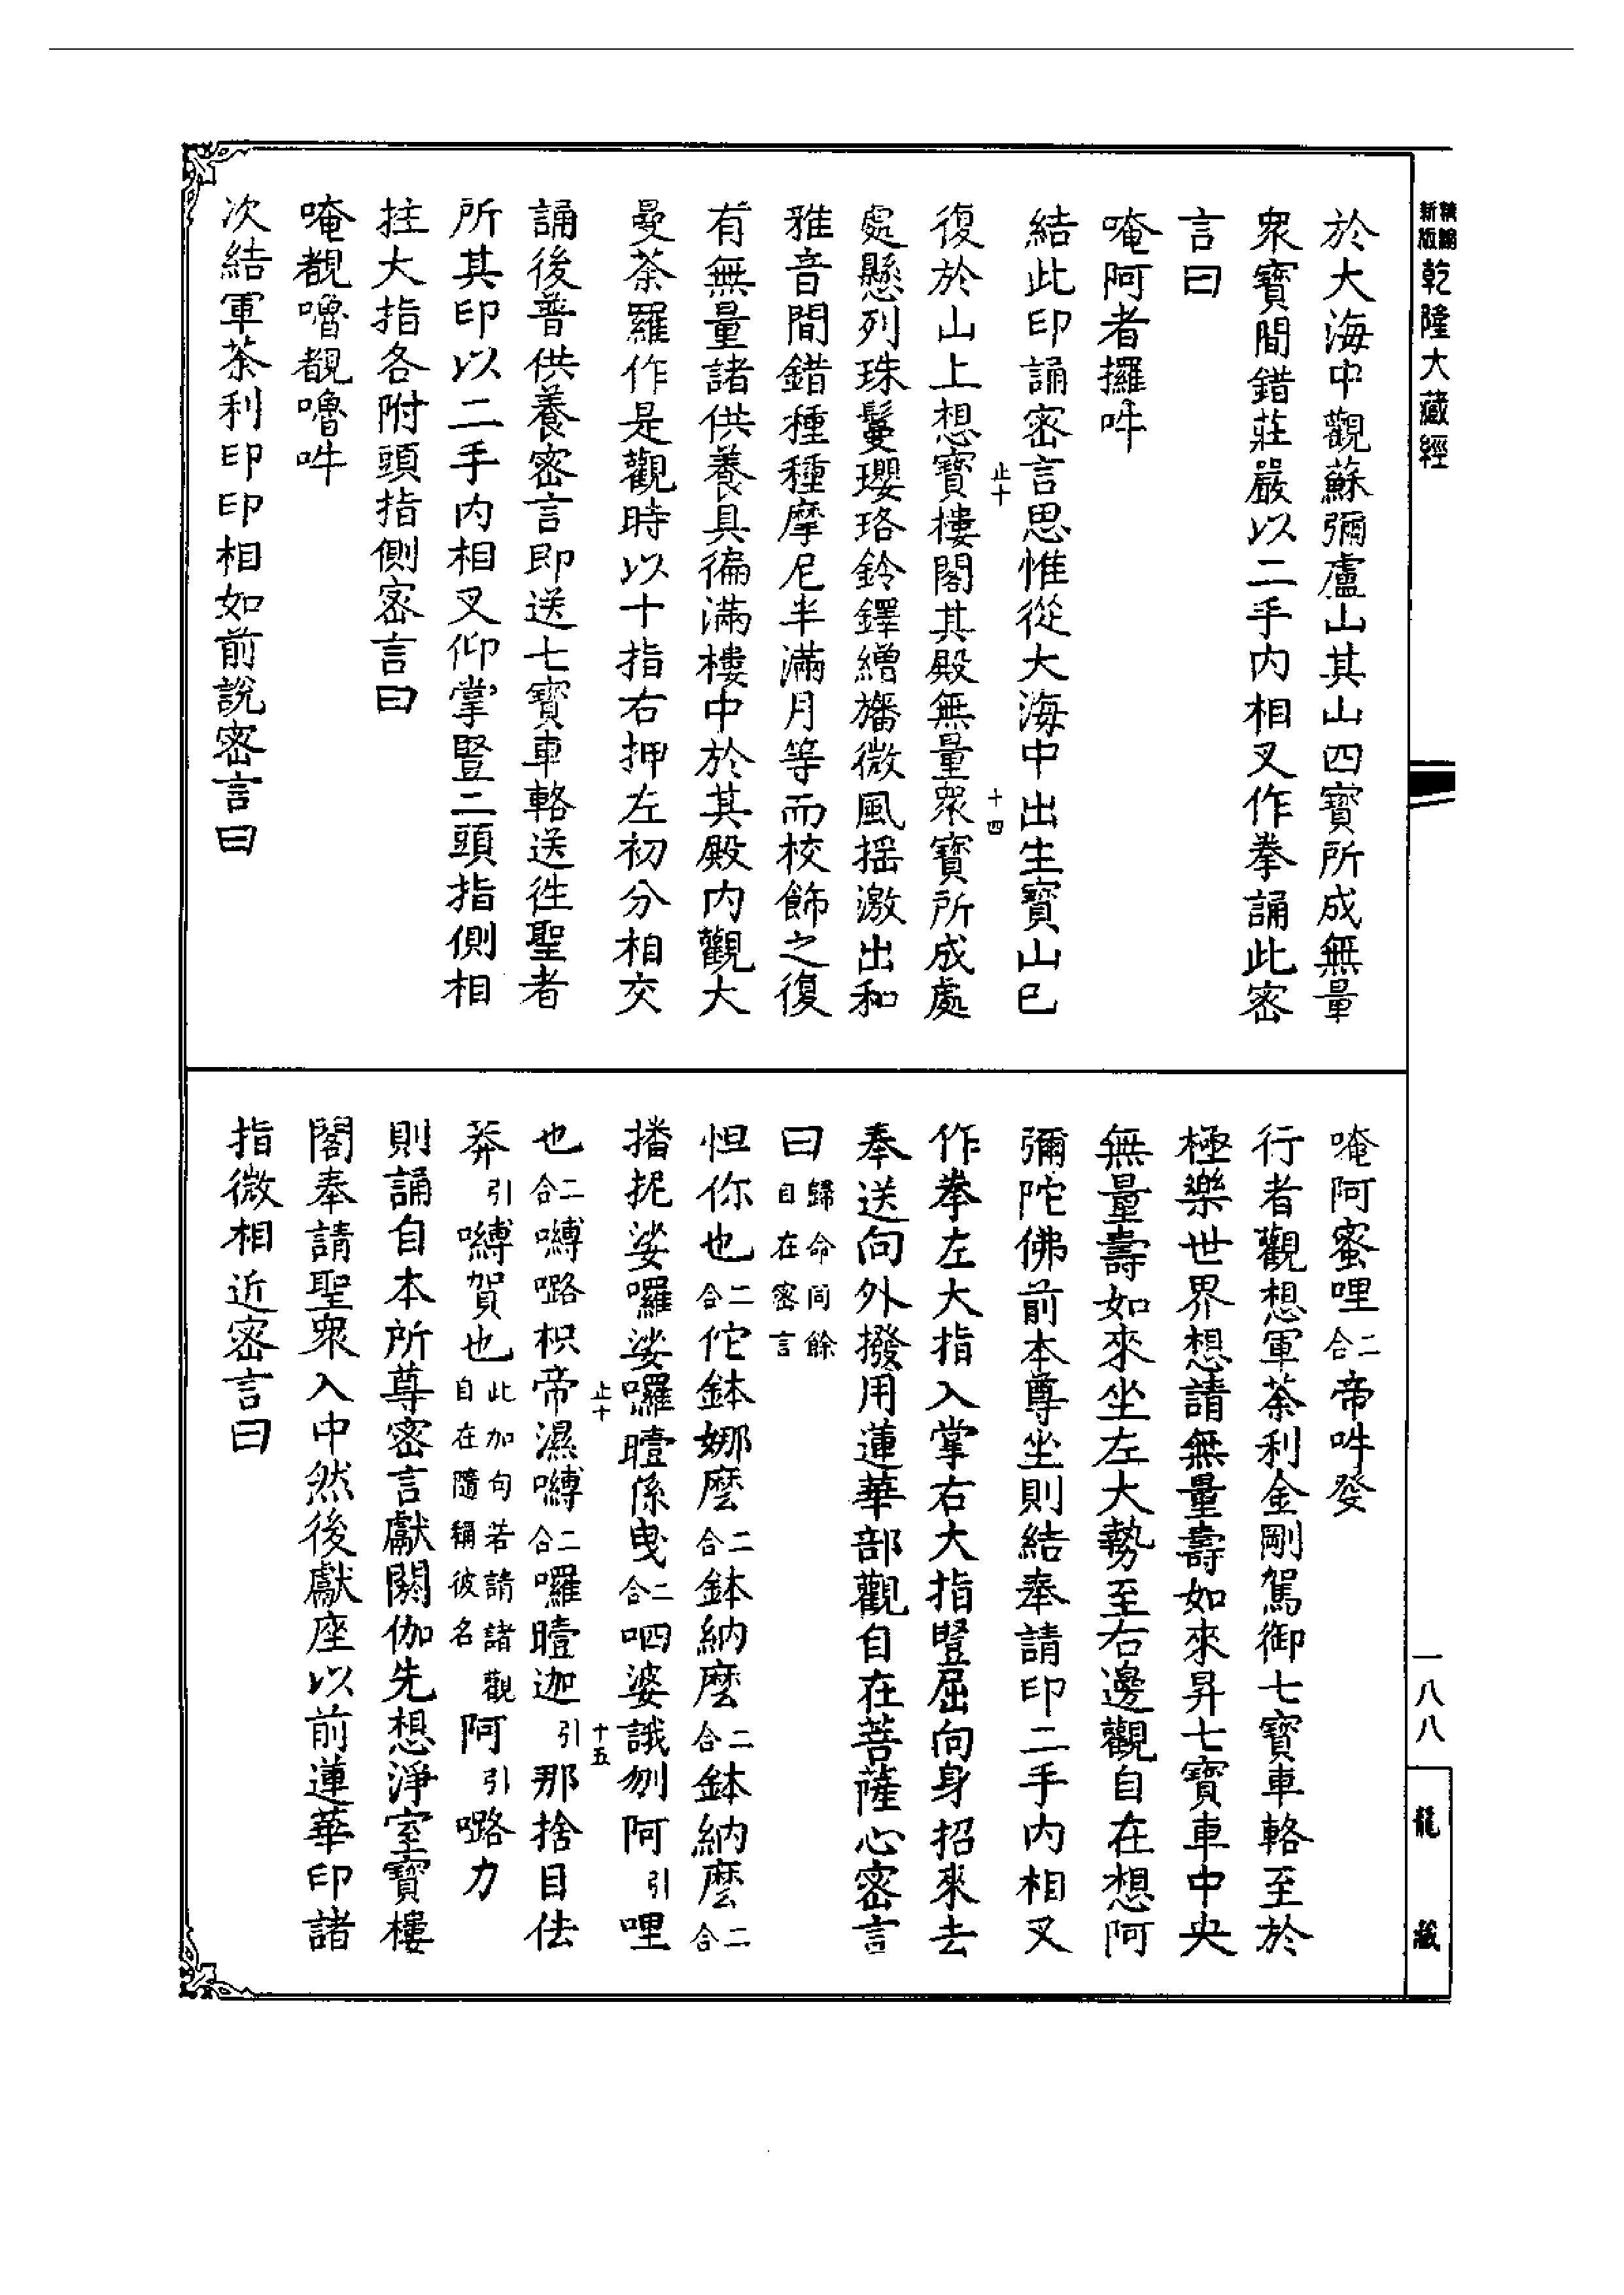 新版精縮乾隆大藏經
於大海中觀蘇彌盧山其山四寶所成無量
衆寶間錯莊嚴以二手內相叉作拳誦此密
言曰
唵阿者攞吽
結此印誦密言思惟從大海中出生寶山已
止十
十四
復於山上想寶樓閣其殿無量衆寶所成處
處懸列珠鬘瓔珞鈴鐸繒旛微風搖激出和
雅音間錯種種摩尼半滿月等而校飾之復
有無量諸供養具徧滿樓中於其殿內觀大
曼荼羅作是觀時以十指右押左初分相交
誦後普供養密言即送七寶車輅送往聖者
所其印以二手內相叉仰掌豎二頭指側相
拄大指各附頭指側密言曰
唵覩嚕覩嚕吽
次結軍荼利印印相如前說密言曰
唵阿蜜哩二合帝吽癹
行者觀想軍荼利金剛駕御七寶車輅至於
極樂世界想請無量壽如來昇七寶車中央
無量壽如來坐左大勢至右邊觀自在想阿
彌陀佛前本尊坐則結奉請印二手內相叉
作拳左大指入掌右大指豎屈向身招來去
奉送向外撥用蓮華部觀自在菩薩心密言
曰歸命同餘自在密言
怛你也二合佗鉢娜麼二合鉢納麼二合鉢納麼二合
播抳娑囉娑囉曀係曳二合呬婆誐刎阿引哩
止十
十五
也二合嚩嚕枳帝濕嚩二合囉曀迦引那捨目佉
莽引嚩賀也此加句若請諸觀自在隨稱彼名阿引嚕力
則誦自本所尊密言獻閼伽先想淨室寶樓
閣奉請聖衆入中然後獻座以前蓮華印諸
指微相近密言曰
一八八
龍藏